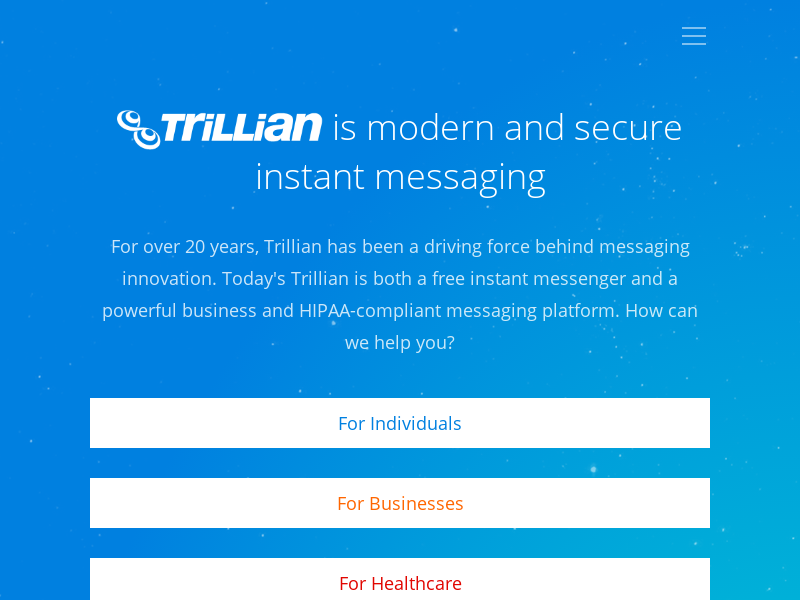 TRILLIAN is modern and secure
instant messaging
For over 20 years, Trillian has been a driving force behind messaging
innovation. Today's Trillian is both a free instant messenger and a
powerful business and HIPAA-compliant messaging platform. How can
we help you?
For Individuals
For Businesses
For Healthcare